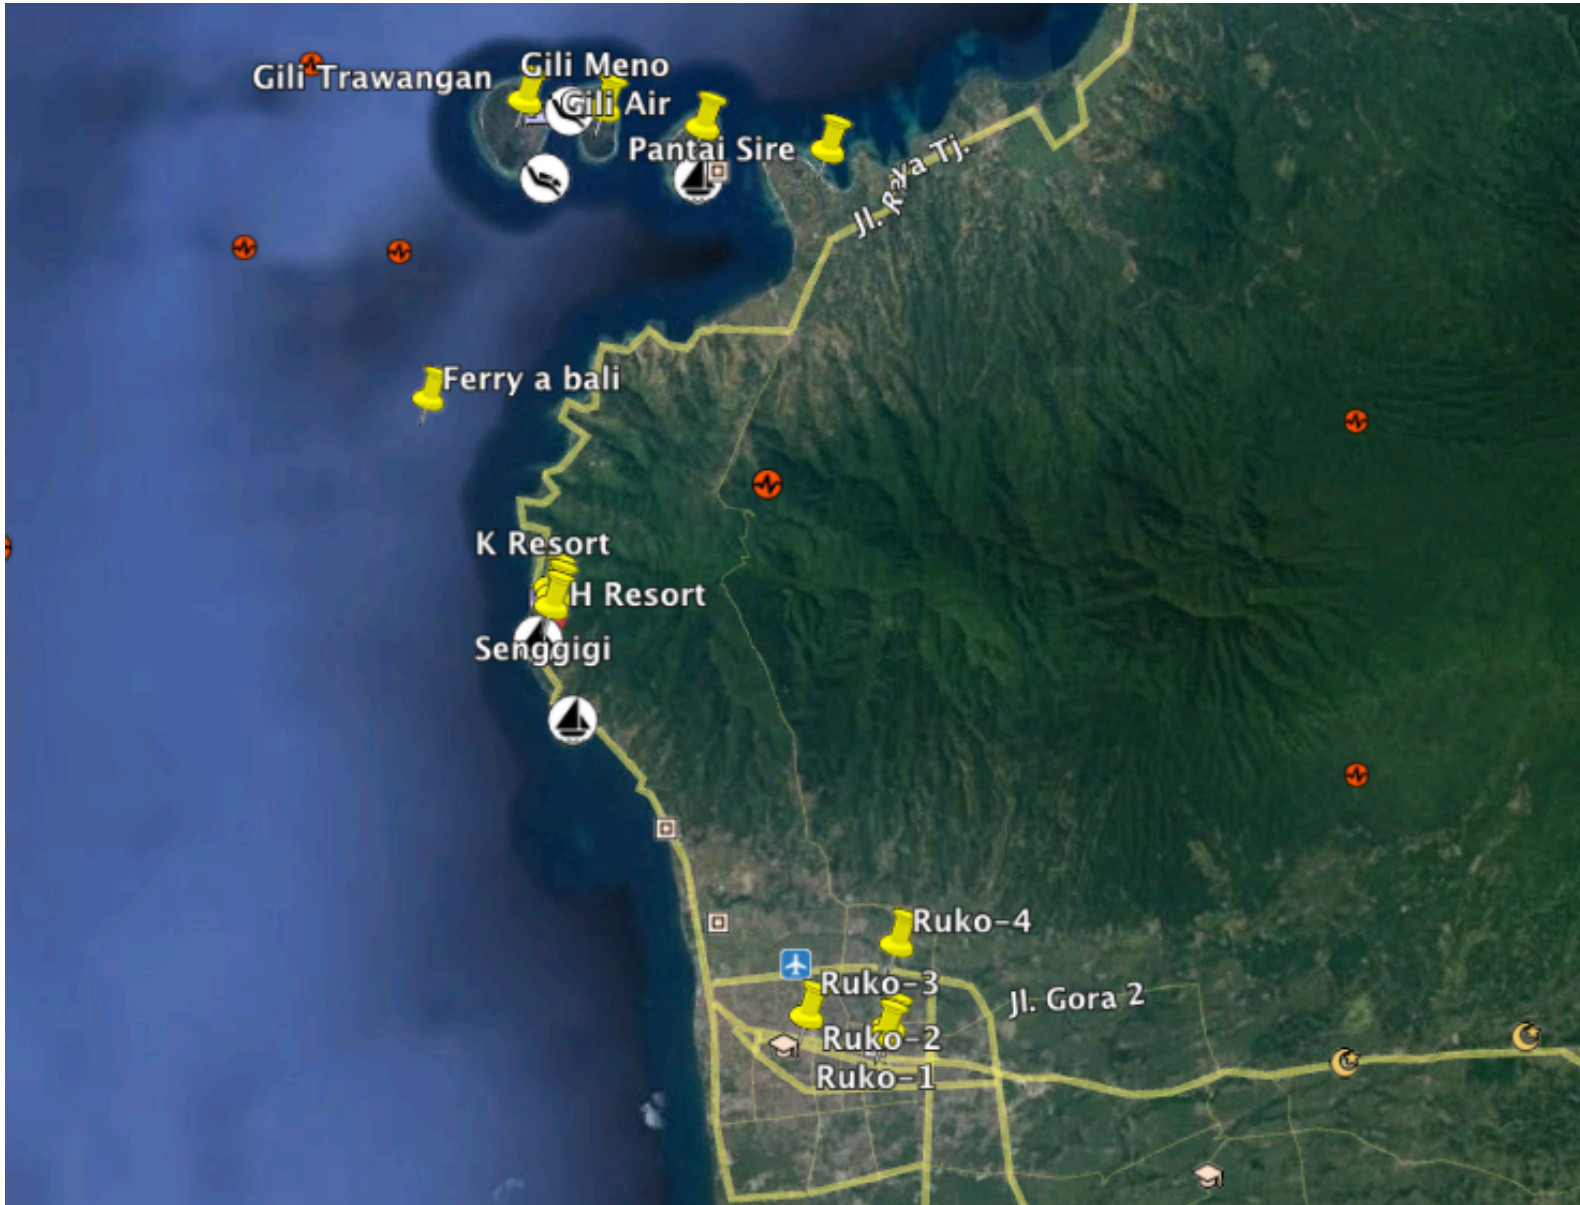 Gili Meno
Gili Trawangan
Gili Air
Pantai Sire
Jl. Raya Tj.
Ferry a bali
K Resort
H Resort
Senggigi
Ruko-4
Ruko-3
Jl. Gora 2
Ruko-2
Ruko-1